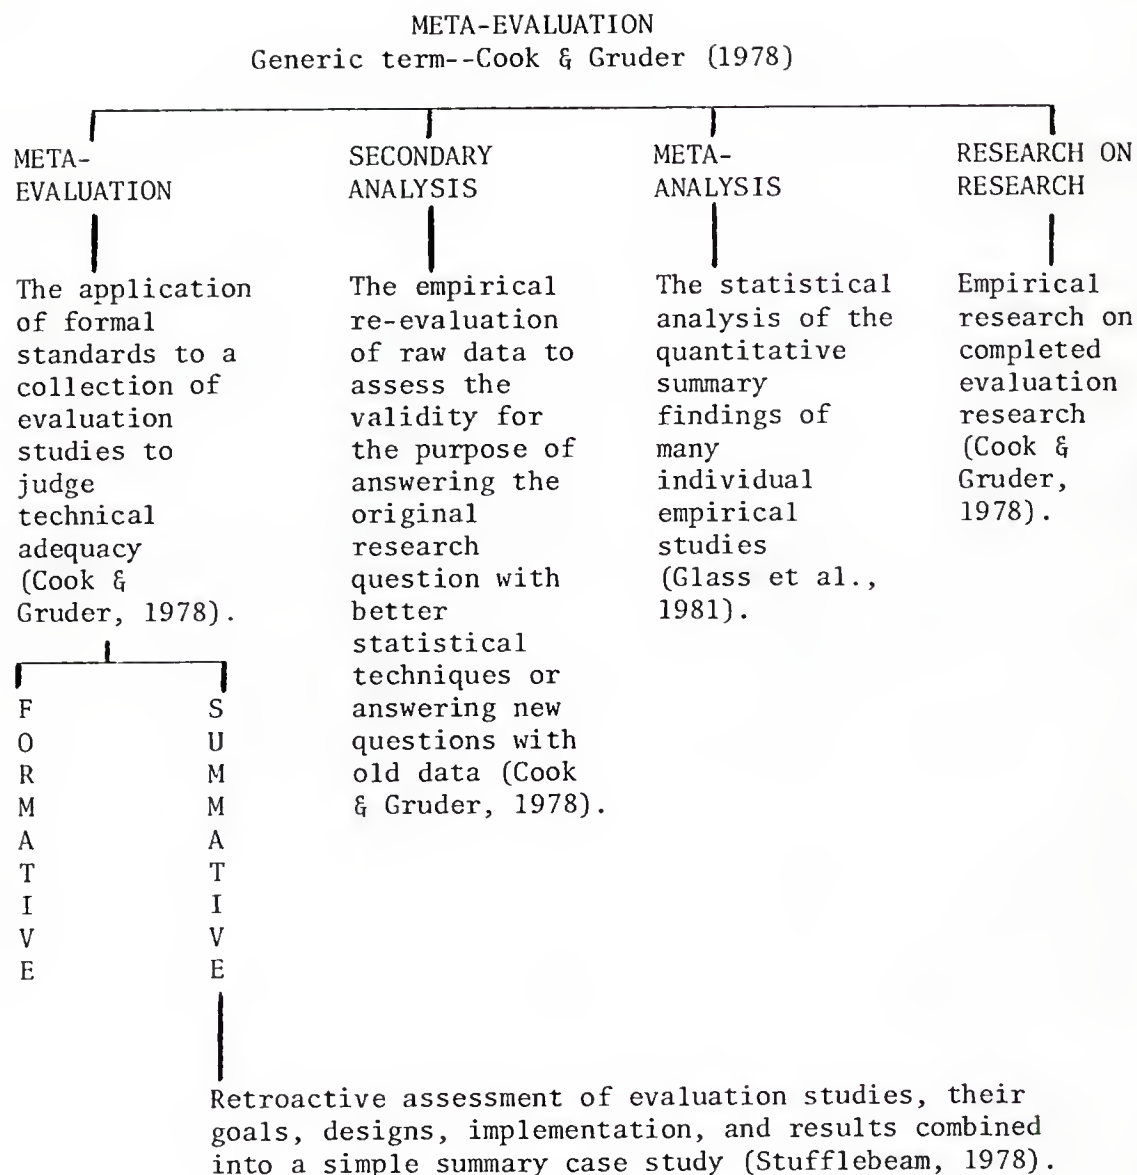 META-EVALUATION
Generic term--Cook & Gruder (1978)
META-
EVALUATION
The application
of formal
standards to a
collection of
evaluation
studies to
judge
technical
adequacy
(Cook &
Gruder, 1978).
SECONDARY
ANALYSIS
The empirical
re-evaluation
of raw data to
assess the
validity for
the purpose of
answering the
original
research
question with
better
statistical
techniques or
answering new
questions with
old data (Cook
& Gruder, 1978).
META-
ANALYSIS
The statistical
analysis of the
quantitative
summary
findings of
many
individual
empirical
studies
(Glass et al.,
1981).
RESEARCH ON
RESEARCH
Empirical
research on
completed
evaluation
research
(Cook &
Gruder,
1978).
FORMATIVE
SUMMATIVE
Retroactive assessment of evaluation studies, their
goals, designs, implementation, and results combined
into a simple summary case study (Stufflebeam, 1978).